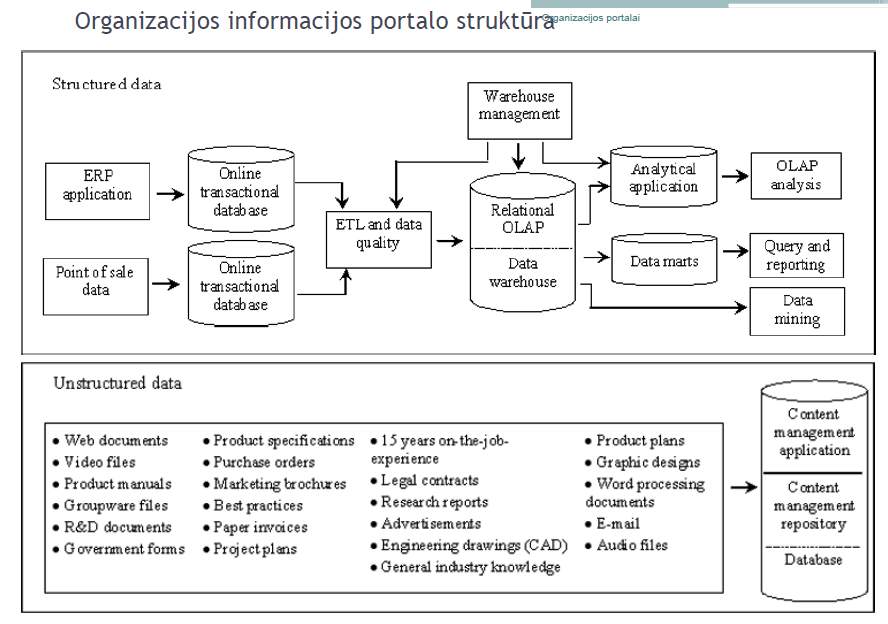 Organizacijos informacijos portalo struktūra
Organizacijos portalai
Structured data
Warehouse
management
ERP
application
Online
transactional
database
ETL and data
quality
Relational
OLAP
Data
warehouse
Analytical
application
OLAP
analysis
Point of sale
data
Online
transactional
database
Data marts
Query and
reporting
Data
mining
Unstructured data
• Web documents
• Video files
• Product manuals
• Groupware files
• R&D documents
• Government forms
• Product specifications
• Purchase orders
• Marketing brochures
• Best practices
• Paper invoices
• Project plans
• 15 years on-the-job-
experience
• Legal contracts
• Research reports
• Advertisements
• Engineering drawings (CAD)
• General industry knowledge
• Product plans
• Graphic designs
• Word processing
documents
• E-mail
• Audio files
Content
management
application
Content
management
repository
Database